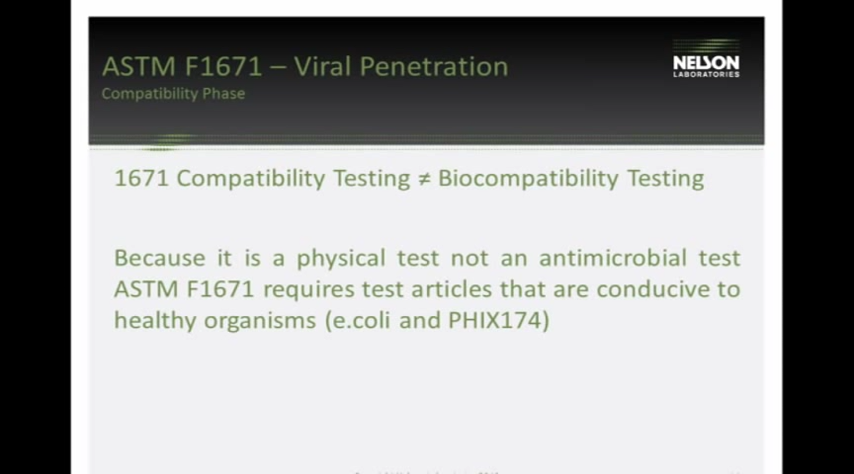 ASTM F1671 – Viral Penetration
Compatibility Phase
NELSON
LABORATORIES
1671 Compatibility Testing ≠ Biocompatibility Testing
Because it is a physical test not an antimicrobial test
ASTM F1671 requires test articles that are conducive to
healthy organisms (e.coli and PHIX174)